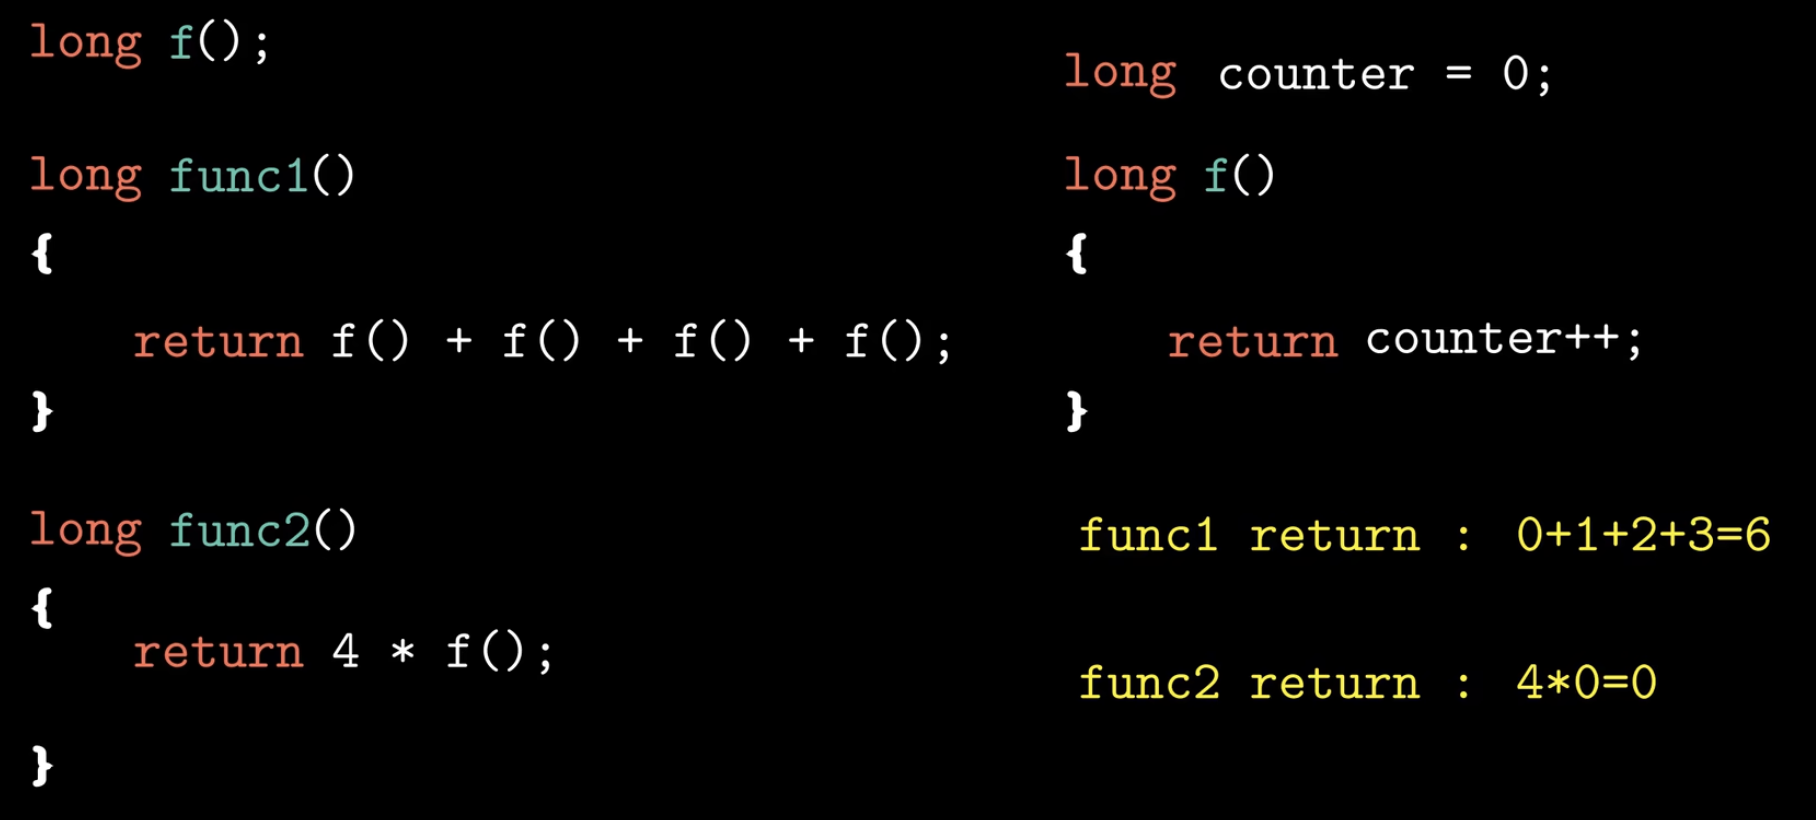 long f();
long func1()
{
return f() + f() + f() + f();
}
long func2()
{
return 4 * f();
}
long counter = 0;
long f()
{
return counter++;
}
func1 return : 0+1+2+3=6
func2 return : 4*0=0